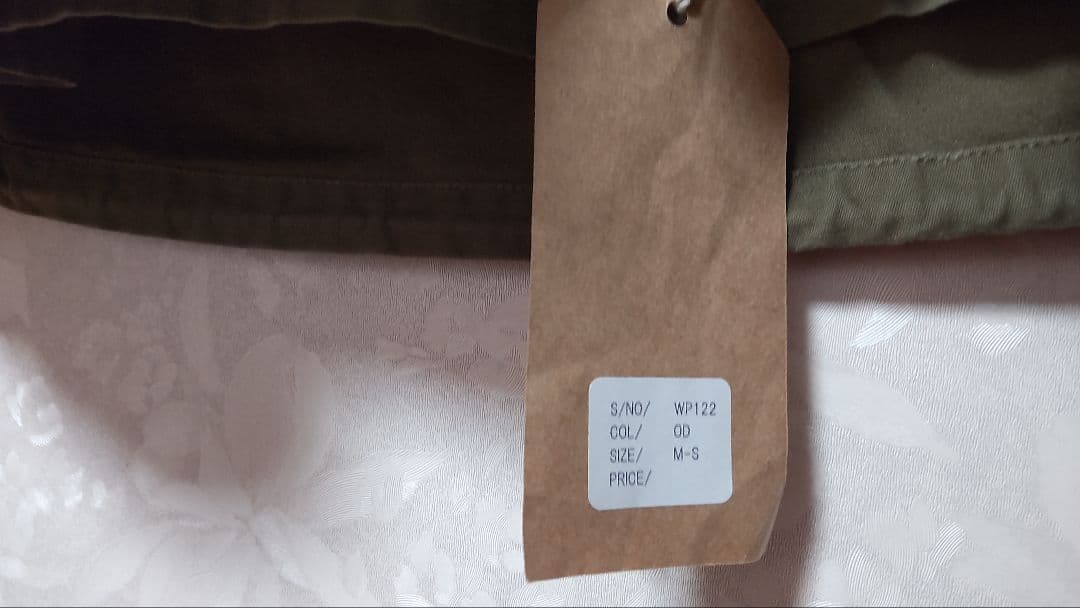 S/NO/ WP122
COL/ OD
SIZE/ M-S
PRICE/